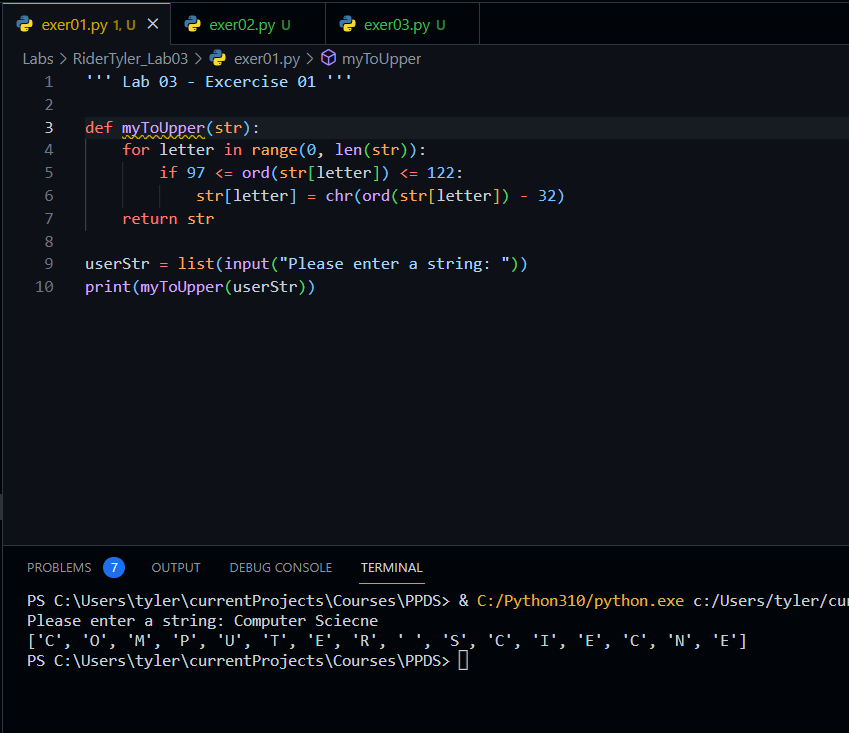 exer01.py 1, U × exer02.py U exer03.py U
Labs > RiderTyler_Lab03 > exer01.py > myToUpper
1 ''' Lab 03 - Excercise 01 '''
2
3 def myToUpper(str):
4 for letter in range(0, len(str)):
5 if 97 <= ord(str[letter]) <= 122:
6 str[letter] = chr(ord(str[letter]) - 32)
7 return str
8
9 userStr = list(input("Please enter a string: "))
10 print(myToUpper(userStr))
PROBLEMS 7 OUTPUT DEBUG CONSOLE TERMINAL
PS C:\Users\tyler\currentProjects\Courses\PPDS> & C:/Python310/python.exe c:/Users/tyler/cur
Please enter a string: Computer Sciecne
['C', 'O', 'M', 'P', 'U', 'T', 'E', 'R', ' ', 'S', 'C', 'I', 'E', 'C', 'N', 'E']
PS C:\Users\tyler\currentProjects\Courses\PPDS>